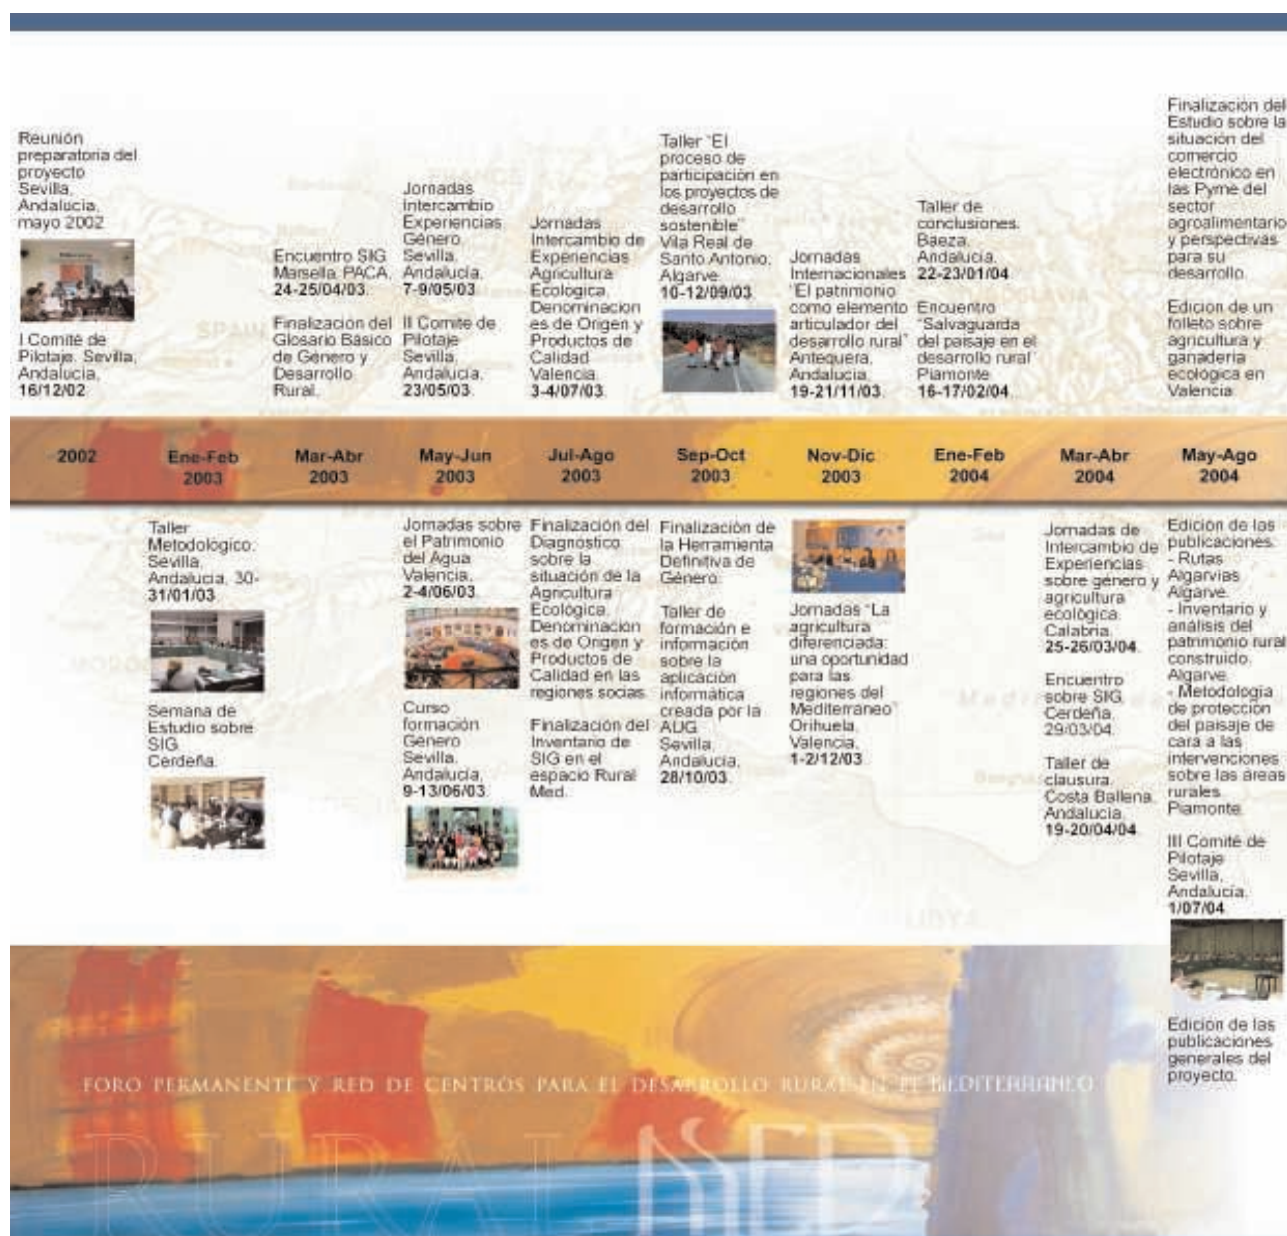 Reunión
preparatoria del
proyecto
Sevilla,
Andalucía,
mayo 2002
I Comité de
Pilotaje. Sevilla,
Andalucía,
16/12/02
Encuentro SIG
Marsella. PACA.
24-25/04/03.
Finalización del
Glosario Básico
de Género y
Desarrollo
Rural.
Jornadas
Intercambio
Experiencias
Género.
Sevilla,
Andalucía.
7-9/05/03.
II Comité de
Pilotaje
Sevilla,
Andalucía.
23/05/03.
Jornadas
Intercambio de
Experiencias
Agricultura
Ecológica,
Denominacion
es de Origen y
Productos de
Calidad
Valencia.
3-4/07/03.
Taller "El
proceso de
participación en
los proyectos de
desarrollo
sostenible"
Vila Real de
Santo Antonio,
Algarve.
10-12/09/03.
Jornadas
Internacionales
"El patrimonio
como elemento
articulador del
desarrollo rural"
Antequera,
Andalucía.
19-21/11/03.
Taller de
conclusiones.
Baeza,
Andalucía.
22-23/01/04
Encuentro
"Salvaguarda
del paisaje en el
desarrollo rural"
Piamonte
16-17/02/04.
Finalización del
Estudio sobre la
situación del
comercio
electrónico en
las Pyme del
sector
agroalimentario
y perspectivas
para su
desarrollo.
Edición de un
folleto sobre
agricultura y
ganadería
ecológica en
Valencia
2002
Ene-Feb
2003
Mar-Abr
2003
May-Jun
2003
Jul-Ago
2003
Sep-Oct
2003
Nov-Dic
2003
Ene-Feb
2004
Mar-Abr
2004
May-Ago
2004
Taller
Metodológico.
Sevilla,
Andalucía, 30-
31/01/03.
Semana de
Estudio sobre
SIG.
Cerdeña.
Jornadas sobre
el Patrimonio
del Agua
Valencia.
2-4/06/03.
Curso
formación
Género
Sevilla,
Andalucía,
9-13/06/03.
Finalización del
Diagnóstico
sobre la
situación de la
Agricultura
Ecológica,
Denominacion
es de Origen y
Productos de
Calidad en las
regiones socias.
Finalización del
Inventario de
SIG en el
espacio Rural
Med.
Finalización de
la Herramienta
Definitiva de
Género.
Taller de
formación e
información
sobre la
aplicación
informática
creada por la
AUG
Sevilla,
Andalucía,
28/10/03.
Jornadas "La
agricultura
diferenciada:
una oportunidad
para las
regiones del
Mediterraneo"
Orihuela,
Valencia,
1-2/12/03.
Jornadas de
Intercambio de
Experiencias
sobre género y
agricultura
ecológica.
Calabria.
25-26/03/04.
Encuentro
sobre SIG.
Cerdeña.
29/03/04.
Taller de
clausura.
Costa Ballena,
Andalucía.
19-20/04/04.
Edición de las
publicaciones:
- Rutas
Algarvias
Algarve.
- Inventario y
análisis del
patrimonio rural
construido.
Algarve.
- Metodología
de protección
del paisaje de
cara a las
intervenciones
sobre las áreas
rurales.
Piamonte.
III Comité de
Pilotaje
Sevilla,
Andalucía.
1/07/04
Edición de las
publicaciones
generales del
proyecto.
FORO PERMANENTE Y RED DE CENTROS PARA EL DESARROLLO RURAL EN EL MEDITERRANEO
RURAL MED